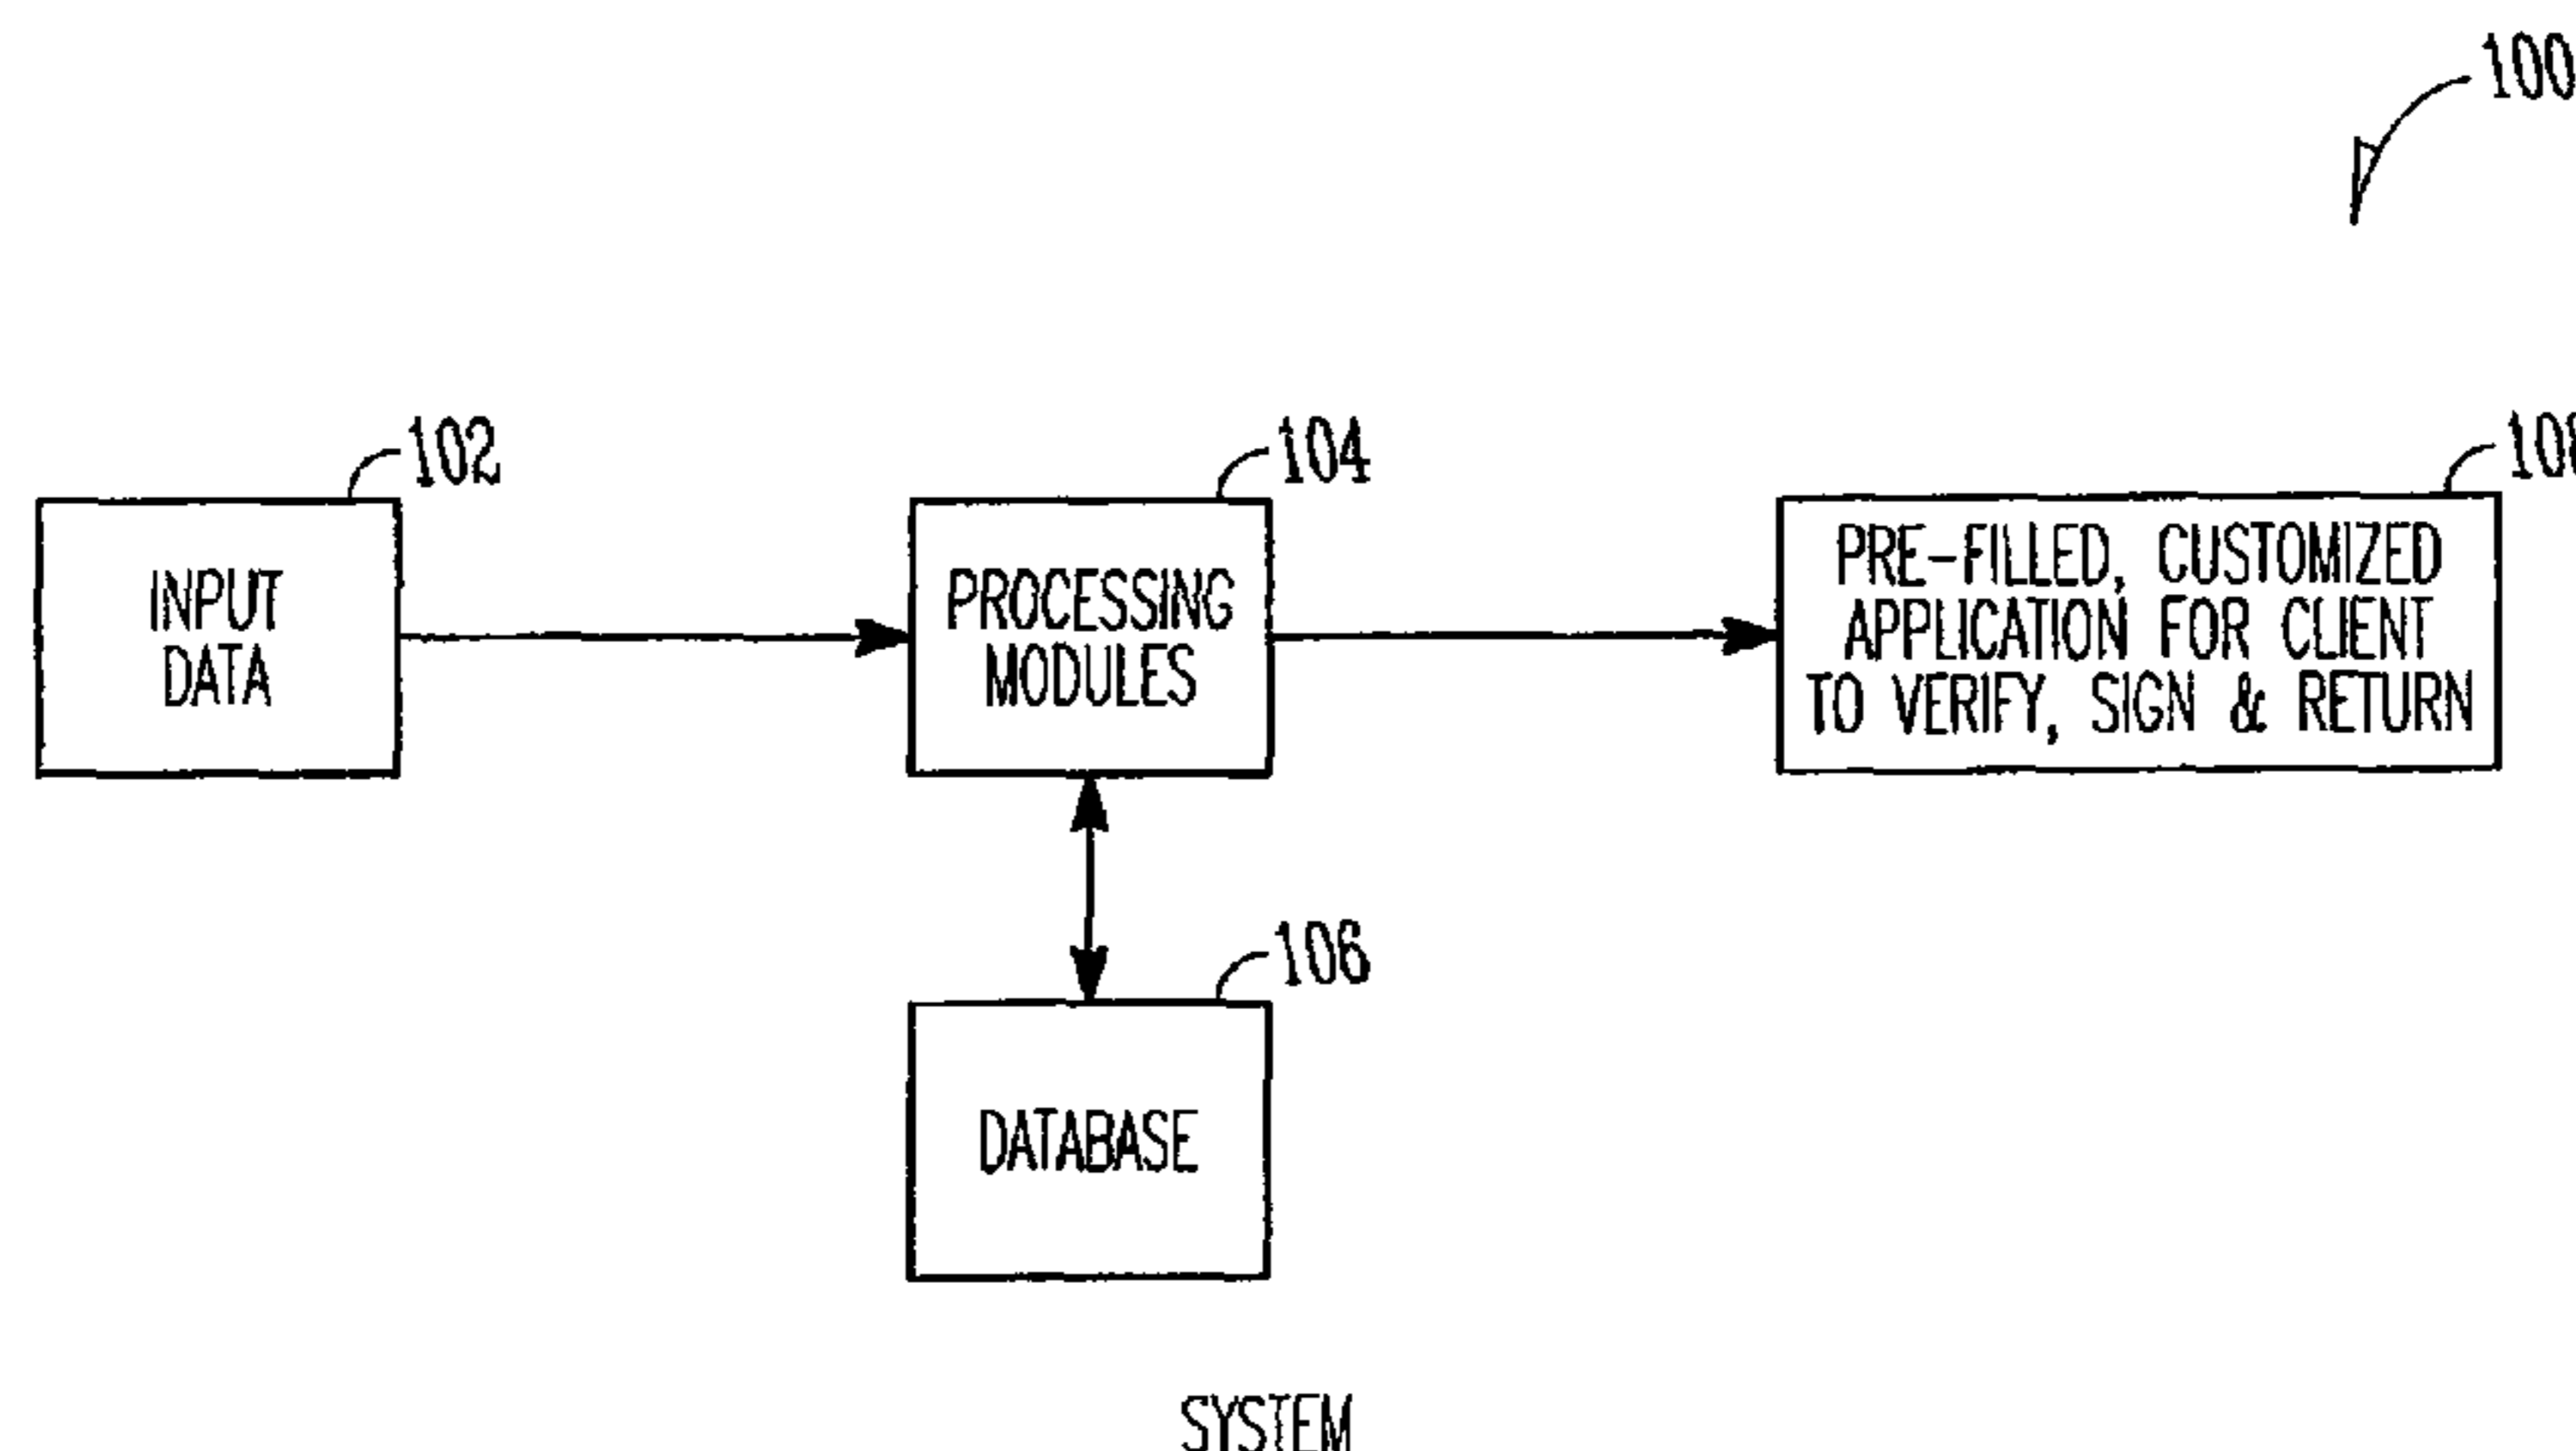 100
102
104
108
INPUT
DATA
PROCESSING
MODULES
PRE-FILLED, CUSTOMIZED
APPLICATION FOR CLIENT
TO VERIFY, SIGN & RETURN
106
DATABASE
SYSTEM